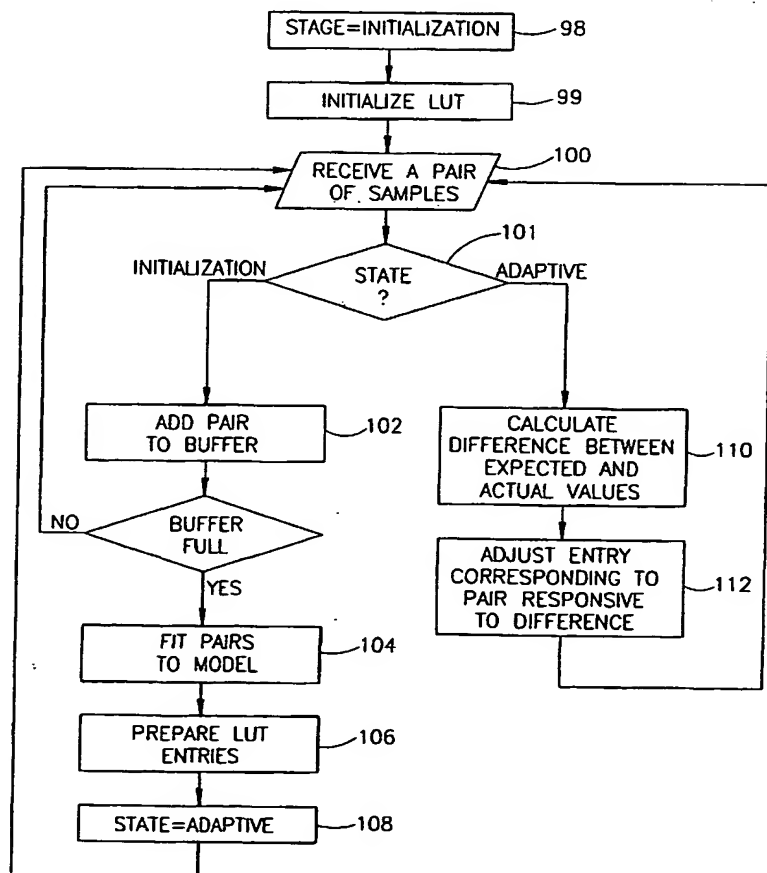 STAGE=INITIALIZATION
98
INITIALIZE LUT
99
RECEIVE A PAIR
OF SAMPLES
100
STATE
?
101
INITIALIZATION
ADAPTIVE
ADD PAIR
TO BUFFER
102
CALCULATE
DIFFERENCE BETWEEN
EXPECTED AND
ACTUAL VALUES
110
BUFFER
FULL
NO
YES
ADJUST ENTRY
CORRESPONDING TO
PAIR RESPONSIVE
TO DIFFERENCE
112
FIT PAIRS
TO MODEL
104
PREPARE LUT
ENTRIES
106
STATE=ADAPTIVE
108